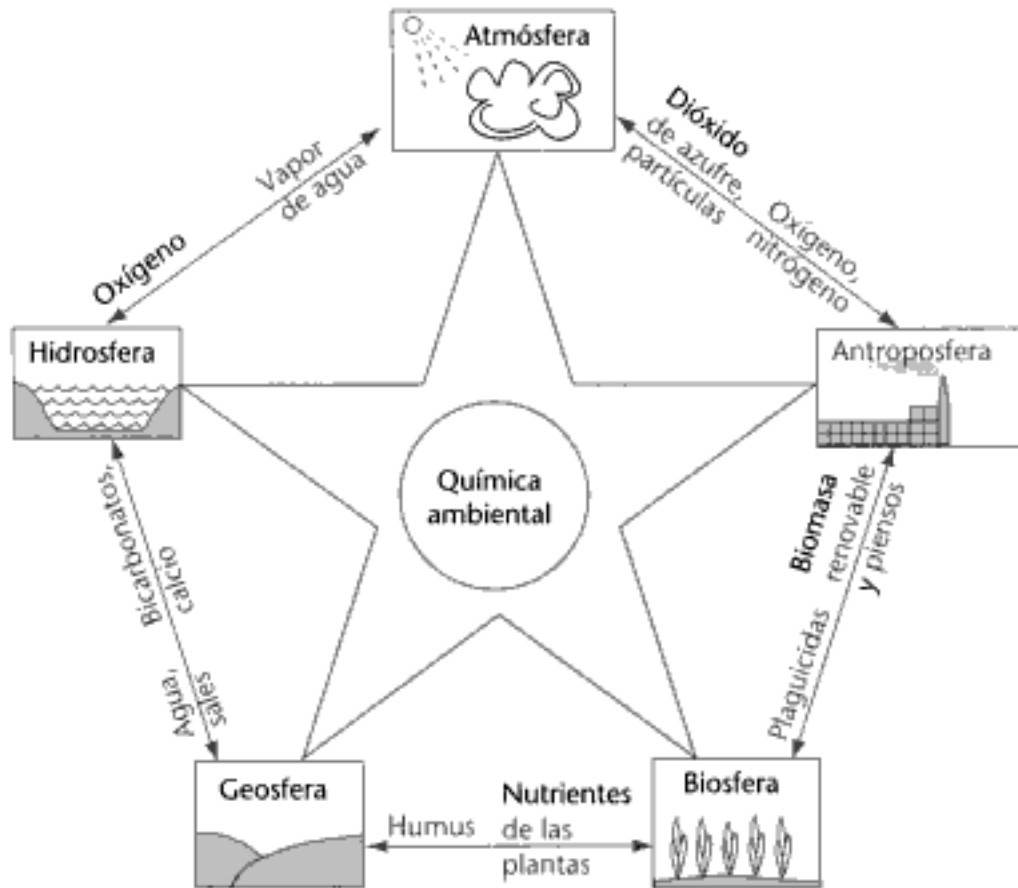 Atmósfera
Vapor
de agua
Oxígeno
Dióxido
de azufre,
partículas
Oxígeno,
nitrógeno
Hidrosfera
Antroposfera
Química
ambiental
Bicarbonatos,
calcio
Agua,
sales
Biomasa
renovable
y piensos
Plaguicidas
Geosfera
Humus
Nutrientes
de las
plantas
Biosfera